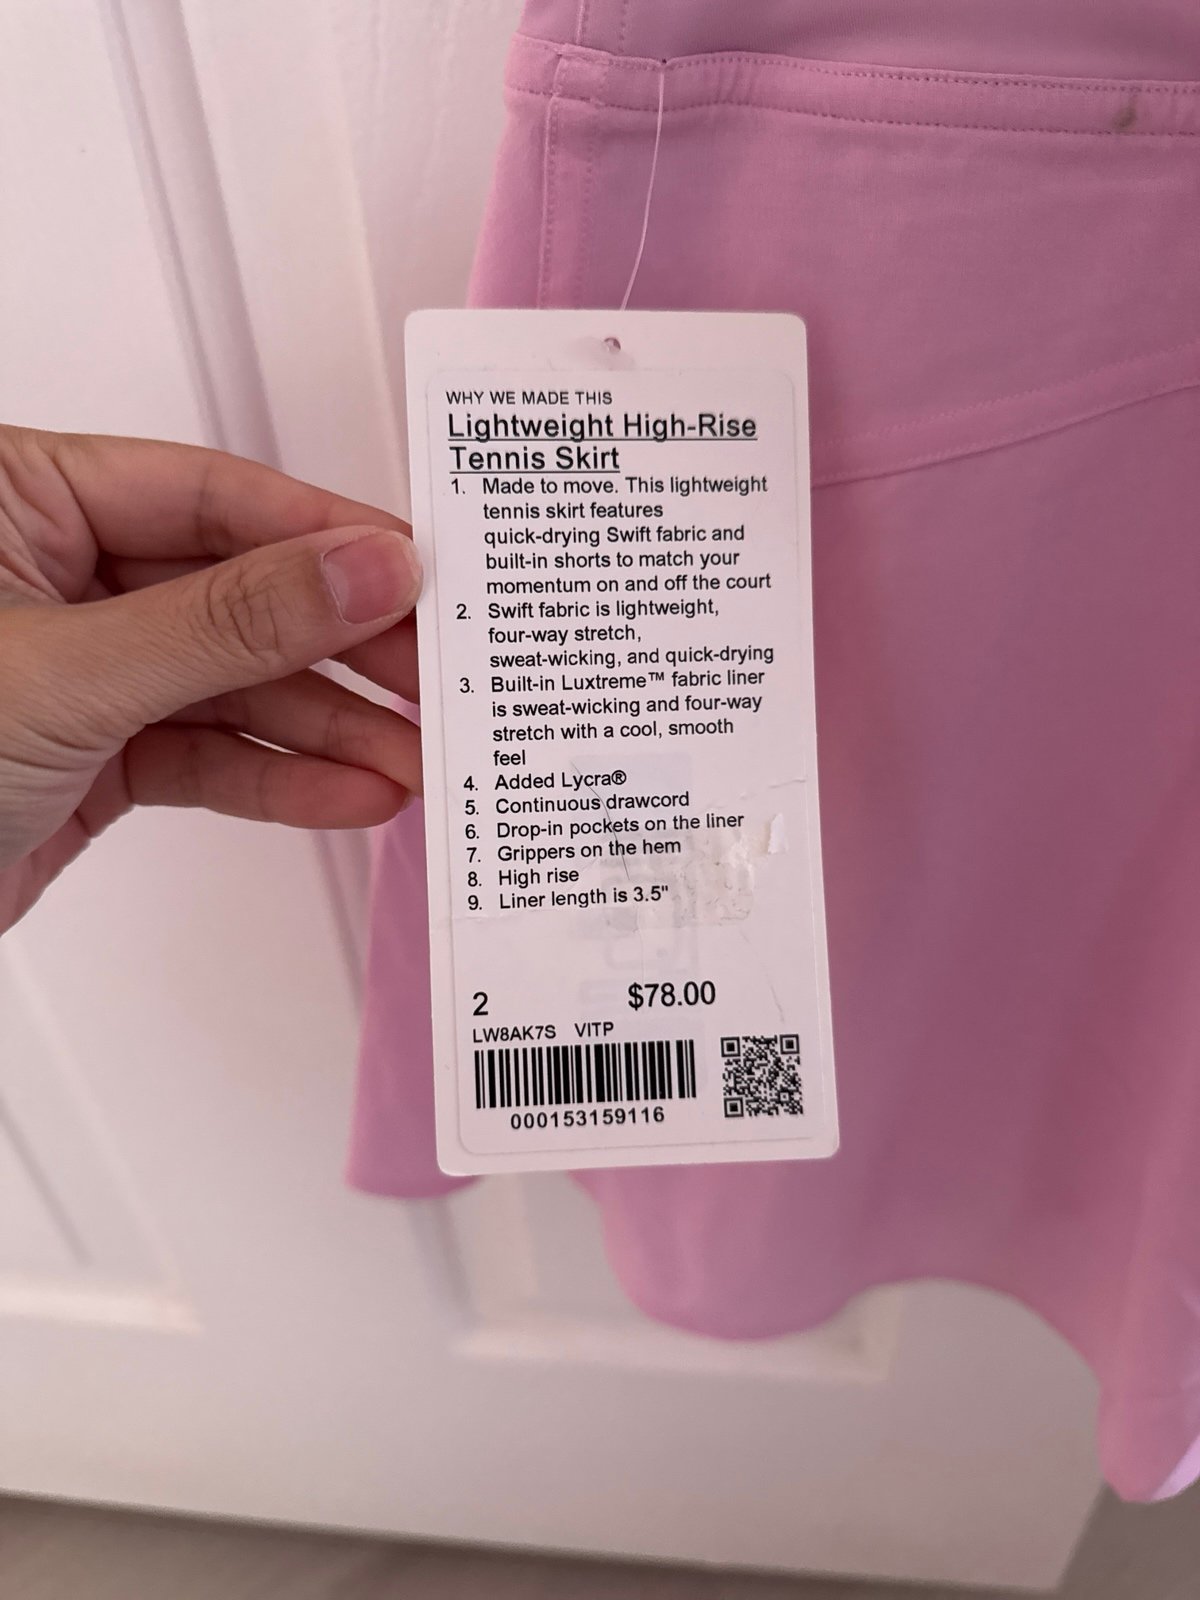 WHY WE MADE THIS
Lightweight High-Rise
Tennis Skirt
1. Made to move. This lightweight
tennis skirt features
quick-drying Swift fabric and
built-in shorts to match your
momentum on and off the court
2. Swift fabric is lightweight,
four-way stretch,
sweat-wicking, and quick-drying
3. Built-in Luxtreme™ fabric liner
is sweat-wicking and four-way
stretch with a cool, smooth
feel
4. Added Lycra®
5. Continuous drawcord
6. Drop-in pockets on the liner
7. Grippers on the hem
8. High rise
9. Liner length is 3.5"
2 $78.00
LW8AK7S VITP
000153159116